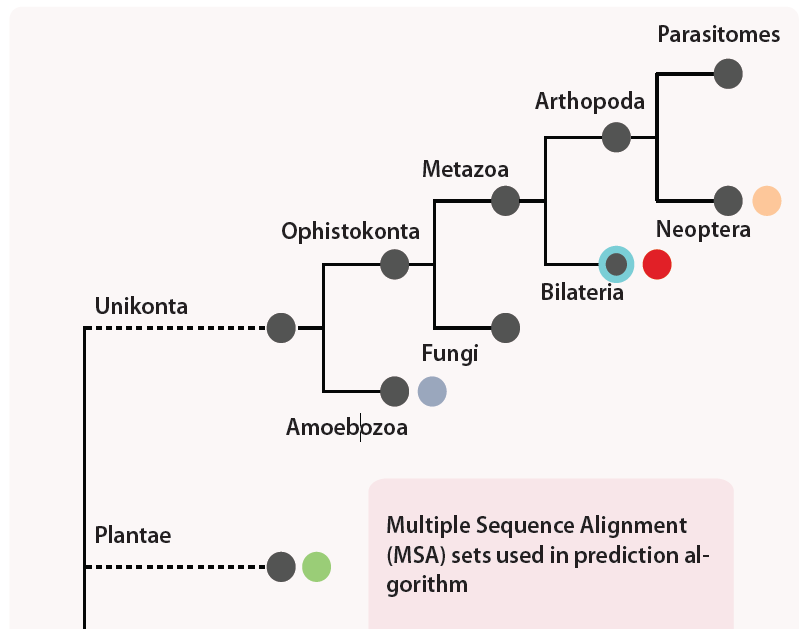 Parasitomes
Arthopoda
Metazoa
Neoptera
Ophistokonta
Bilateria
Unikonta
Fungi
Amoebozoa
Plantae
Multiple Sequence Alignment
(MSA) sets used in prediction al-
gorithm